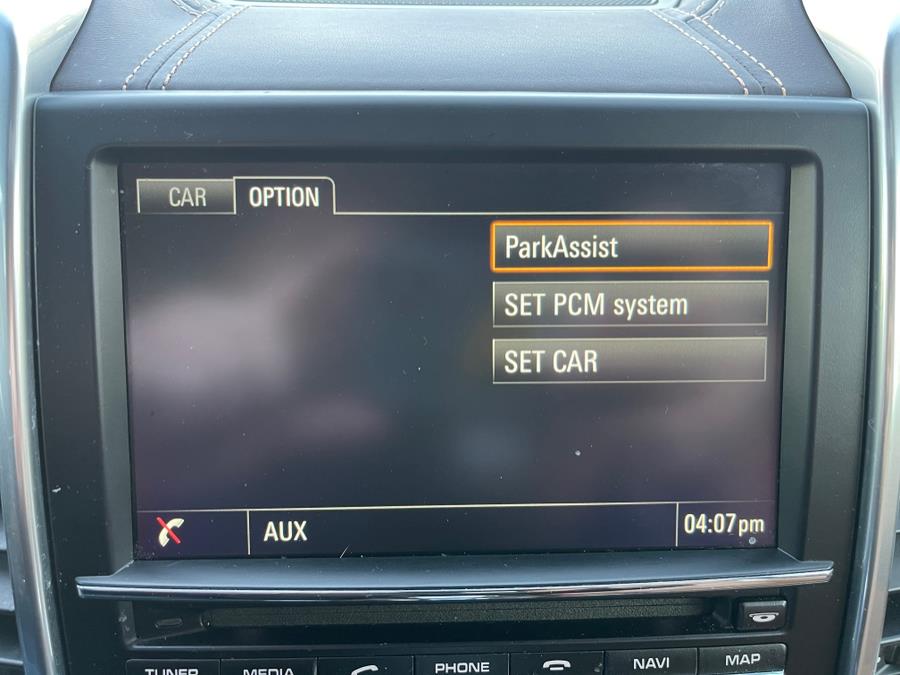 CAR OPTION
ParkAssist
SET PCM system
SET CAR
AUX 04:07pm
TUNER MEDIA PHONE NAVI MAP